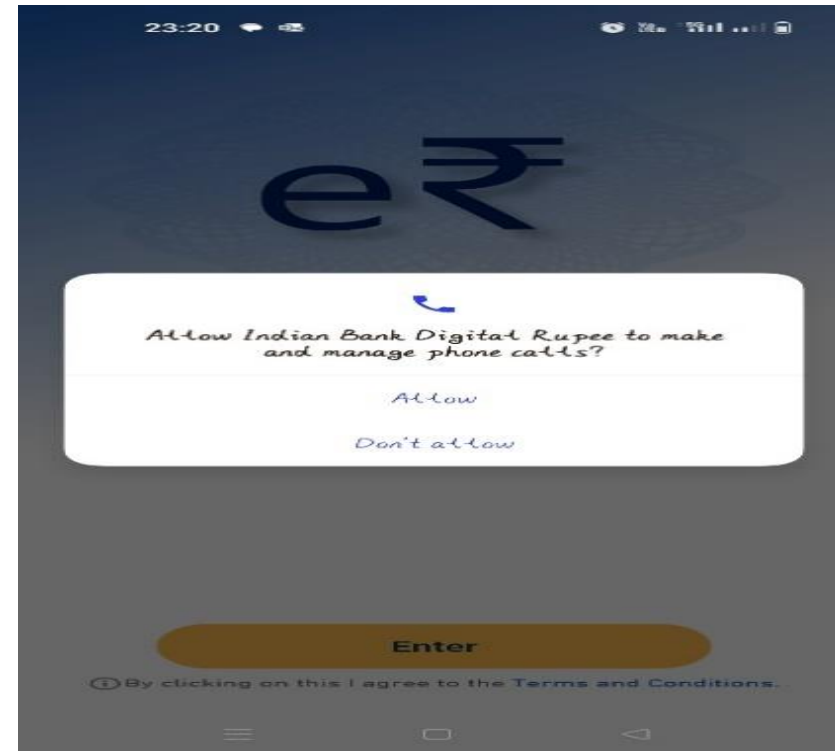 23:20
e₹
Allow Indian Bank Digital Rupee to make
and manage phone calls?
Allow
Don't allow
Enter
By clicking on this I agree to the Terms and Conditions.